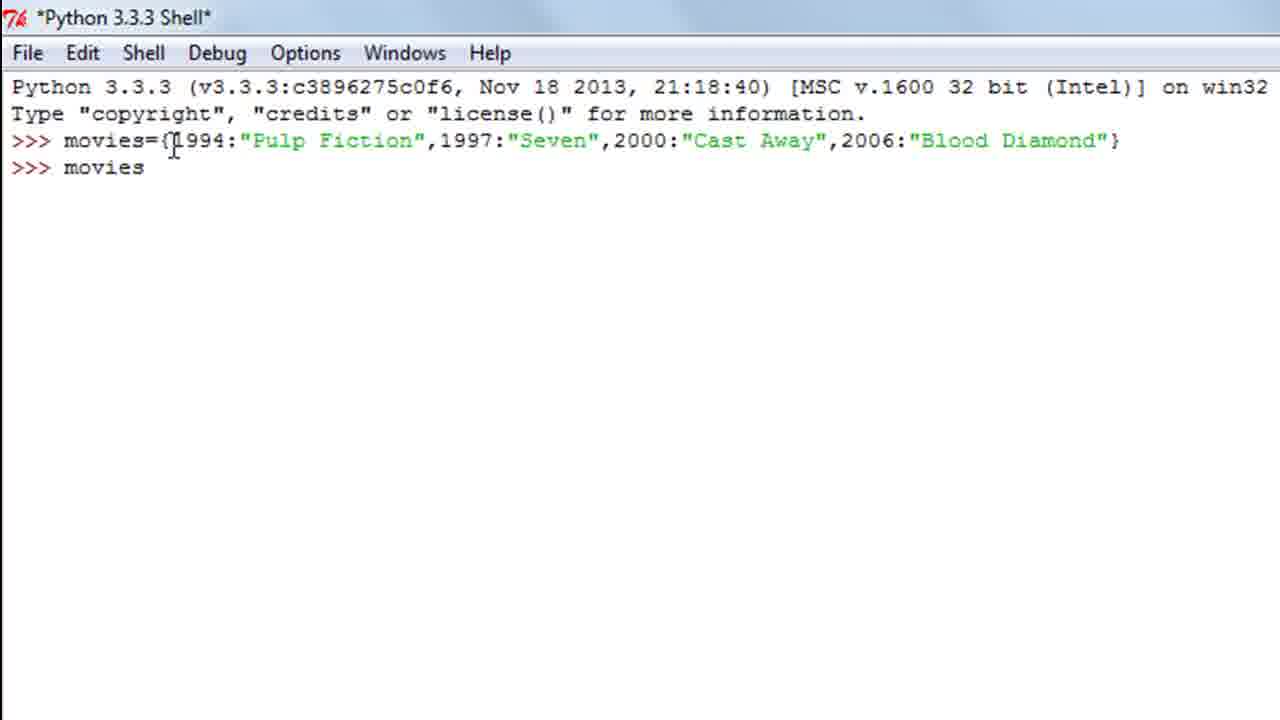 *Python 3.3.3 Shell*
File Edit Shell Debug Options Windows Help
Python 3.3.3 (v3.3.3:c3896275c0f6, Nov 18 2013, 21:18:40) [MSC v.1600 32 bit (Intel)] on win32
Type "copyright", "credits" or "license()" for more information.
>>> movies={1994:"Pulp Fiction",1997:"Seven",2000:"Cast Away",2006:"Blood Diamond"}
>>> movies